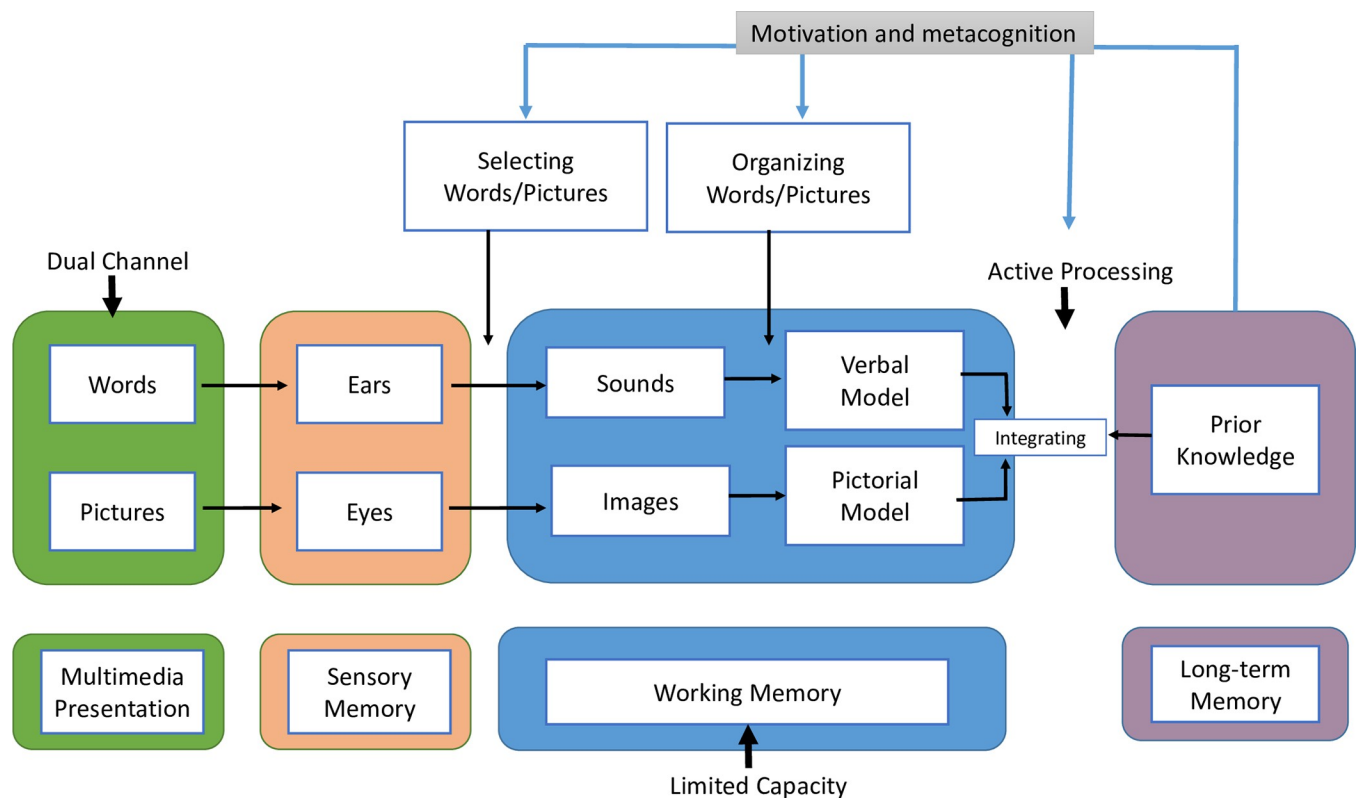 Motivation and metacognition
Selecting
Words/Pictures
Organizing
Words/Pictures
Dual Channel
Active Processing
Words
Ears
Sounds
Verbal
Model
Integrating
Prior
Knowledge
Pictures
Eyes
Images
Pictorial
Model
Multimedia
Presentation
Sensory
Memory
Working Memory
Long-term
Memory
Limited Capacity